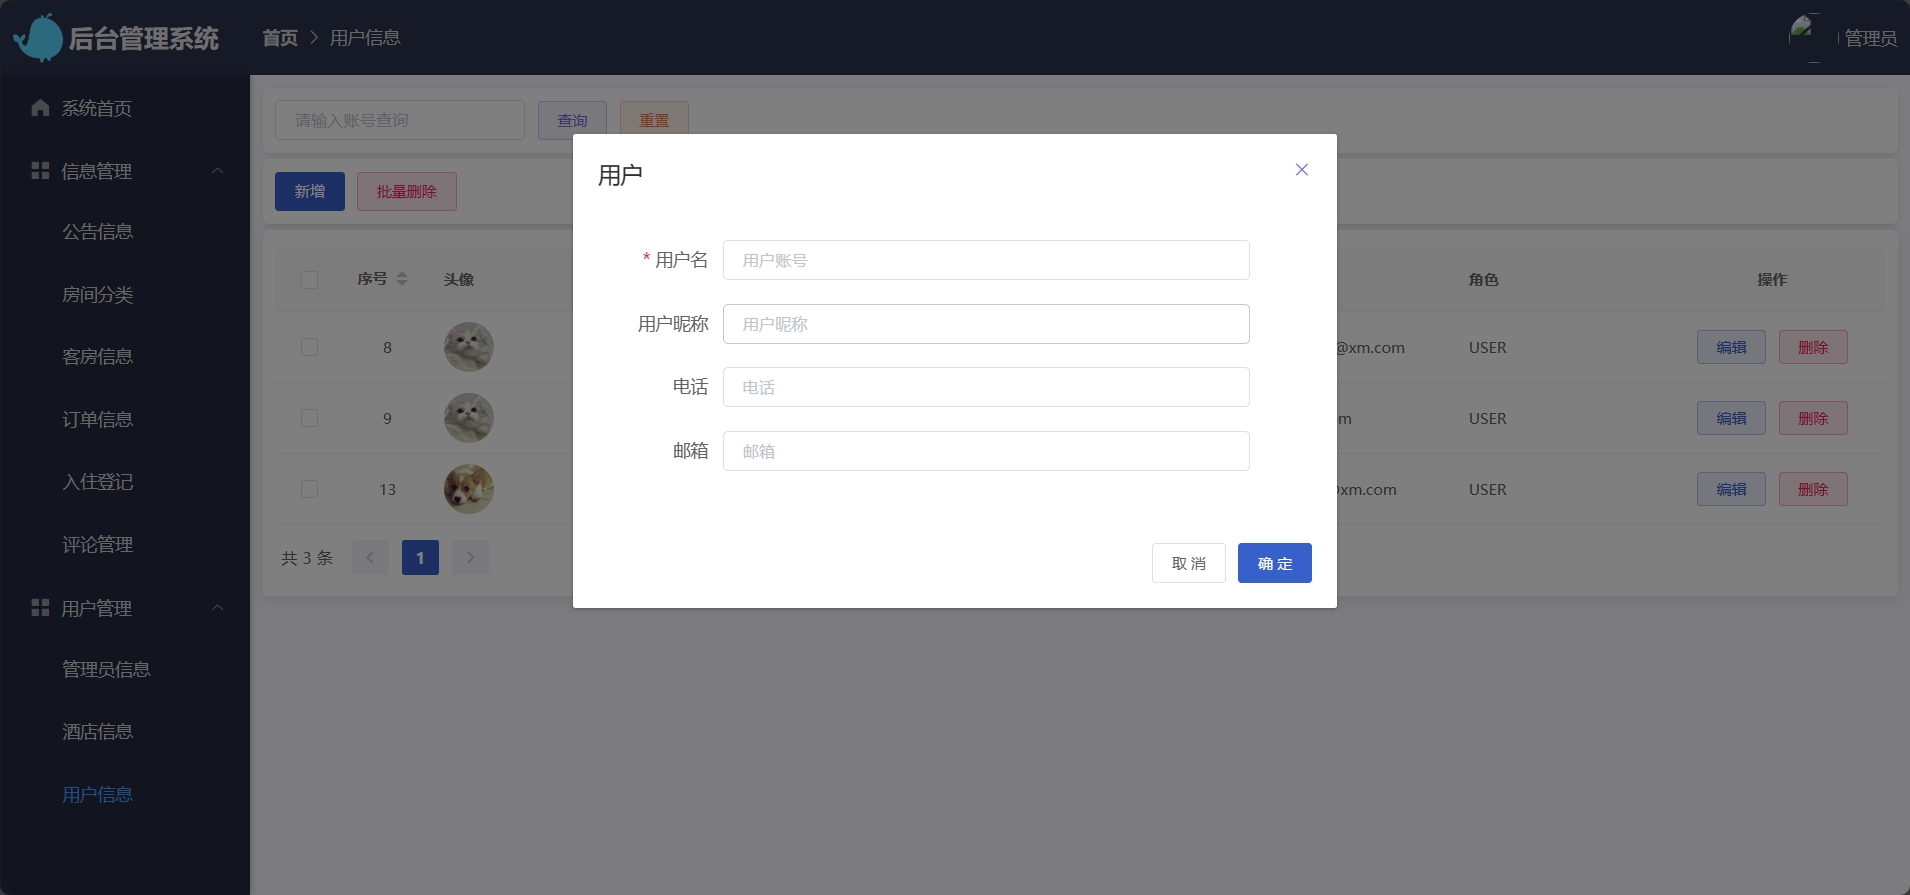 后台管理系统
首页 > 用户信息
管理员
系统首页
信息管理
公告信息
房间分类
客房信息
订单信息
入住登记
评论管理
用户管理
管理员信息
酒店信息
用户信息
请输入账号查询 查询 重置
新增 批量删除
序号 头像 角色 操作
8 @xm.com USER 编辑 删除
9 m USER 编辑 删除
13 xm.com USER 编辑 删除
共 3 条 1
用户
* 用户名 用户账号
用户昵称 用户昵称
电话 电话
邮箱 邮箱
取 消 确 定